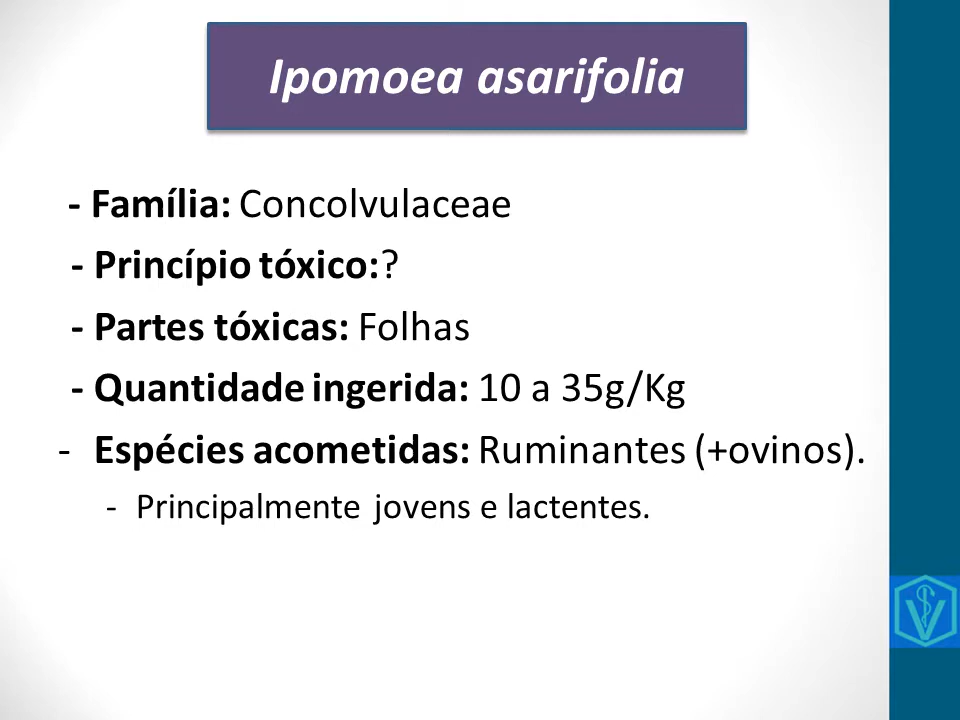 Ipomoea asarifolia
- Família: Concolvulaceae
- Princípio tóxico:?
- Partes tóxicas: Folhas
- Quantidade ingerida: 10 a 35g/Kg
- Espécies acometidas: Ruminantes (+ovinos).
- Principalmente jovens e lactentes.
V